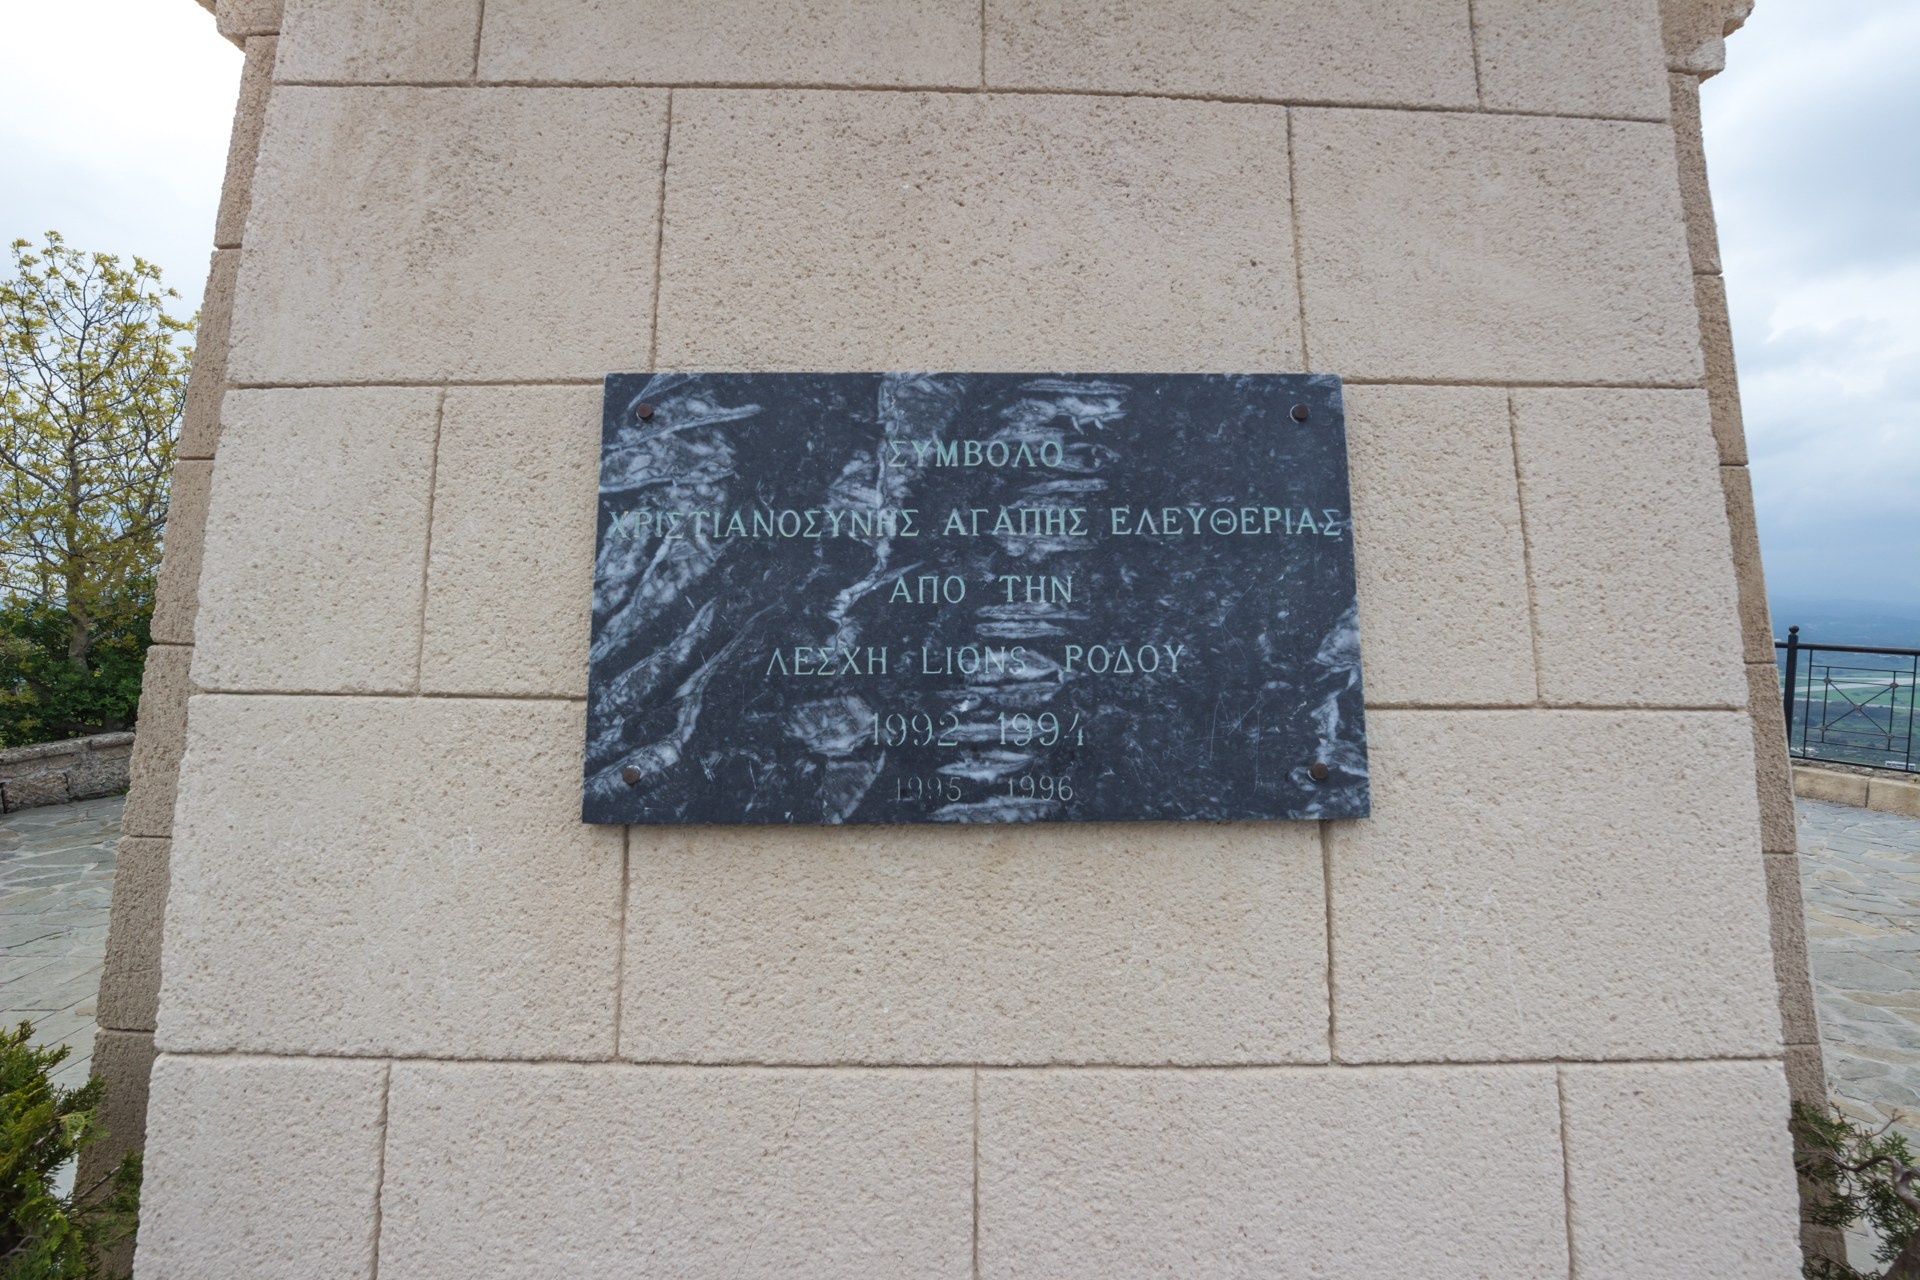 ΣΥΜΒΟΛΟ
ΧΡΙΣΤΙΑΝΟΣΥΝΗΣ ΑΓΑΠΗΣ ΕΛΕΥΘΕΡΙΑΣ
ΑΠΟ ΤΗΝ
ΛΕΣΧΗ LIONS ΡΟΔΟΥ
1992 1994
1995 1996